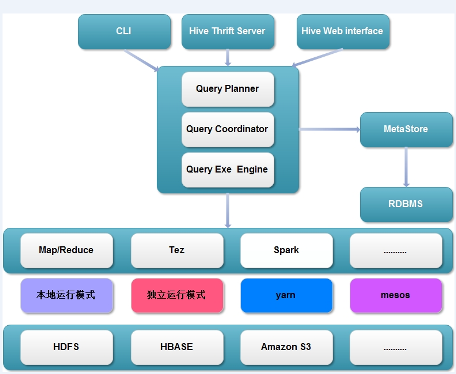 CLI
Hive Thrift Server
Hive Web interface
Query Planner
Query Coordinator
Query Exe Engine
MetaStore
RDBMS
Map/Reduce
Tez
Spark
..........
本地运行模式
独立运行模式
yarn
mesos
HDFS
HBASE
Amazon S3
..........